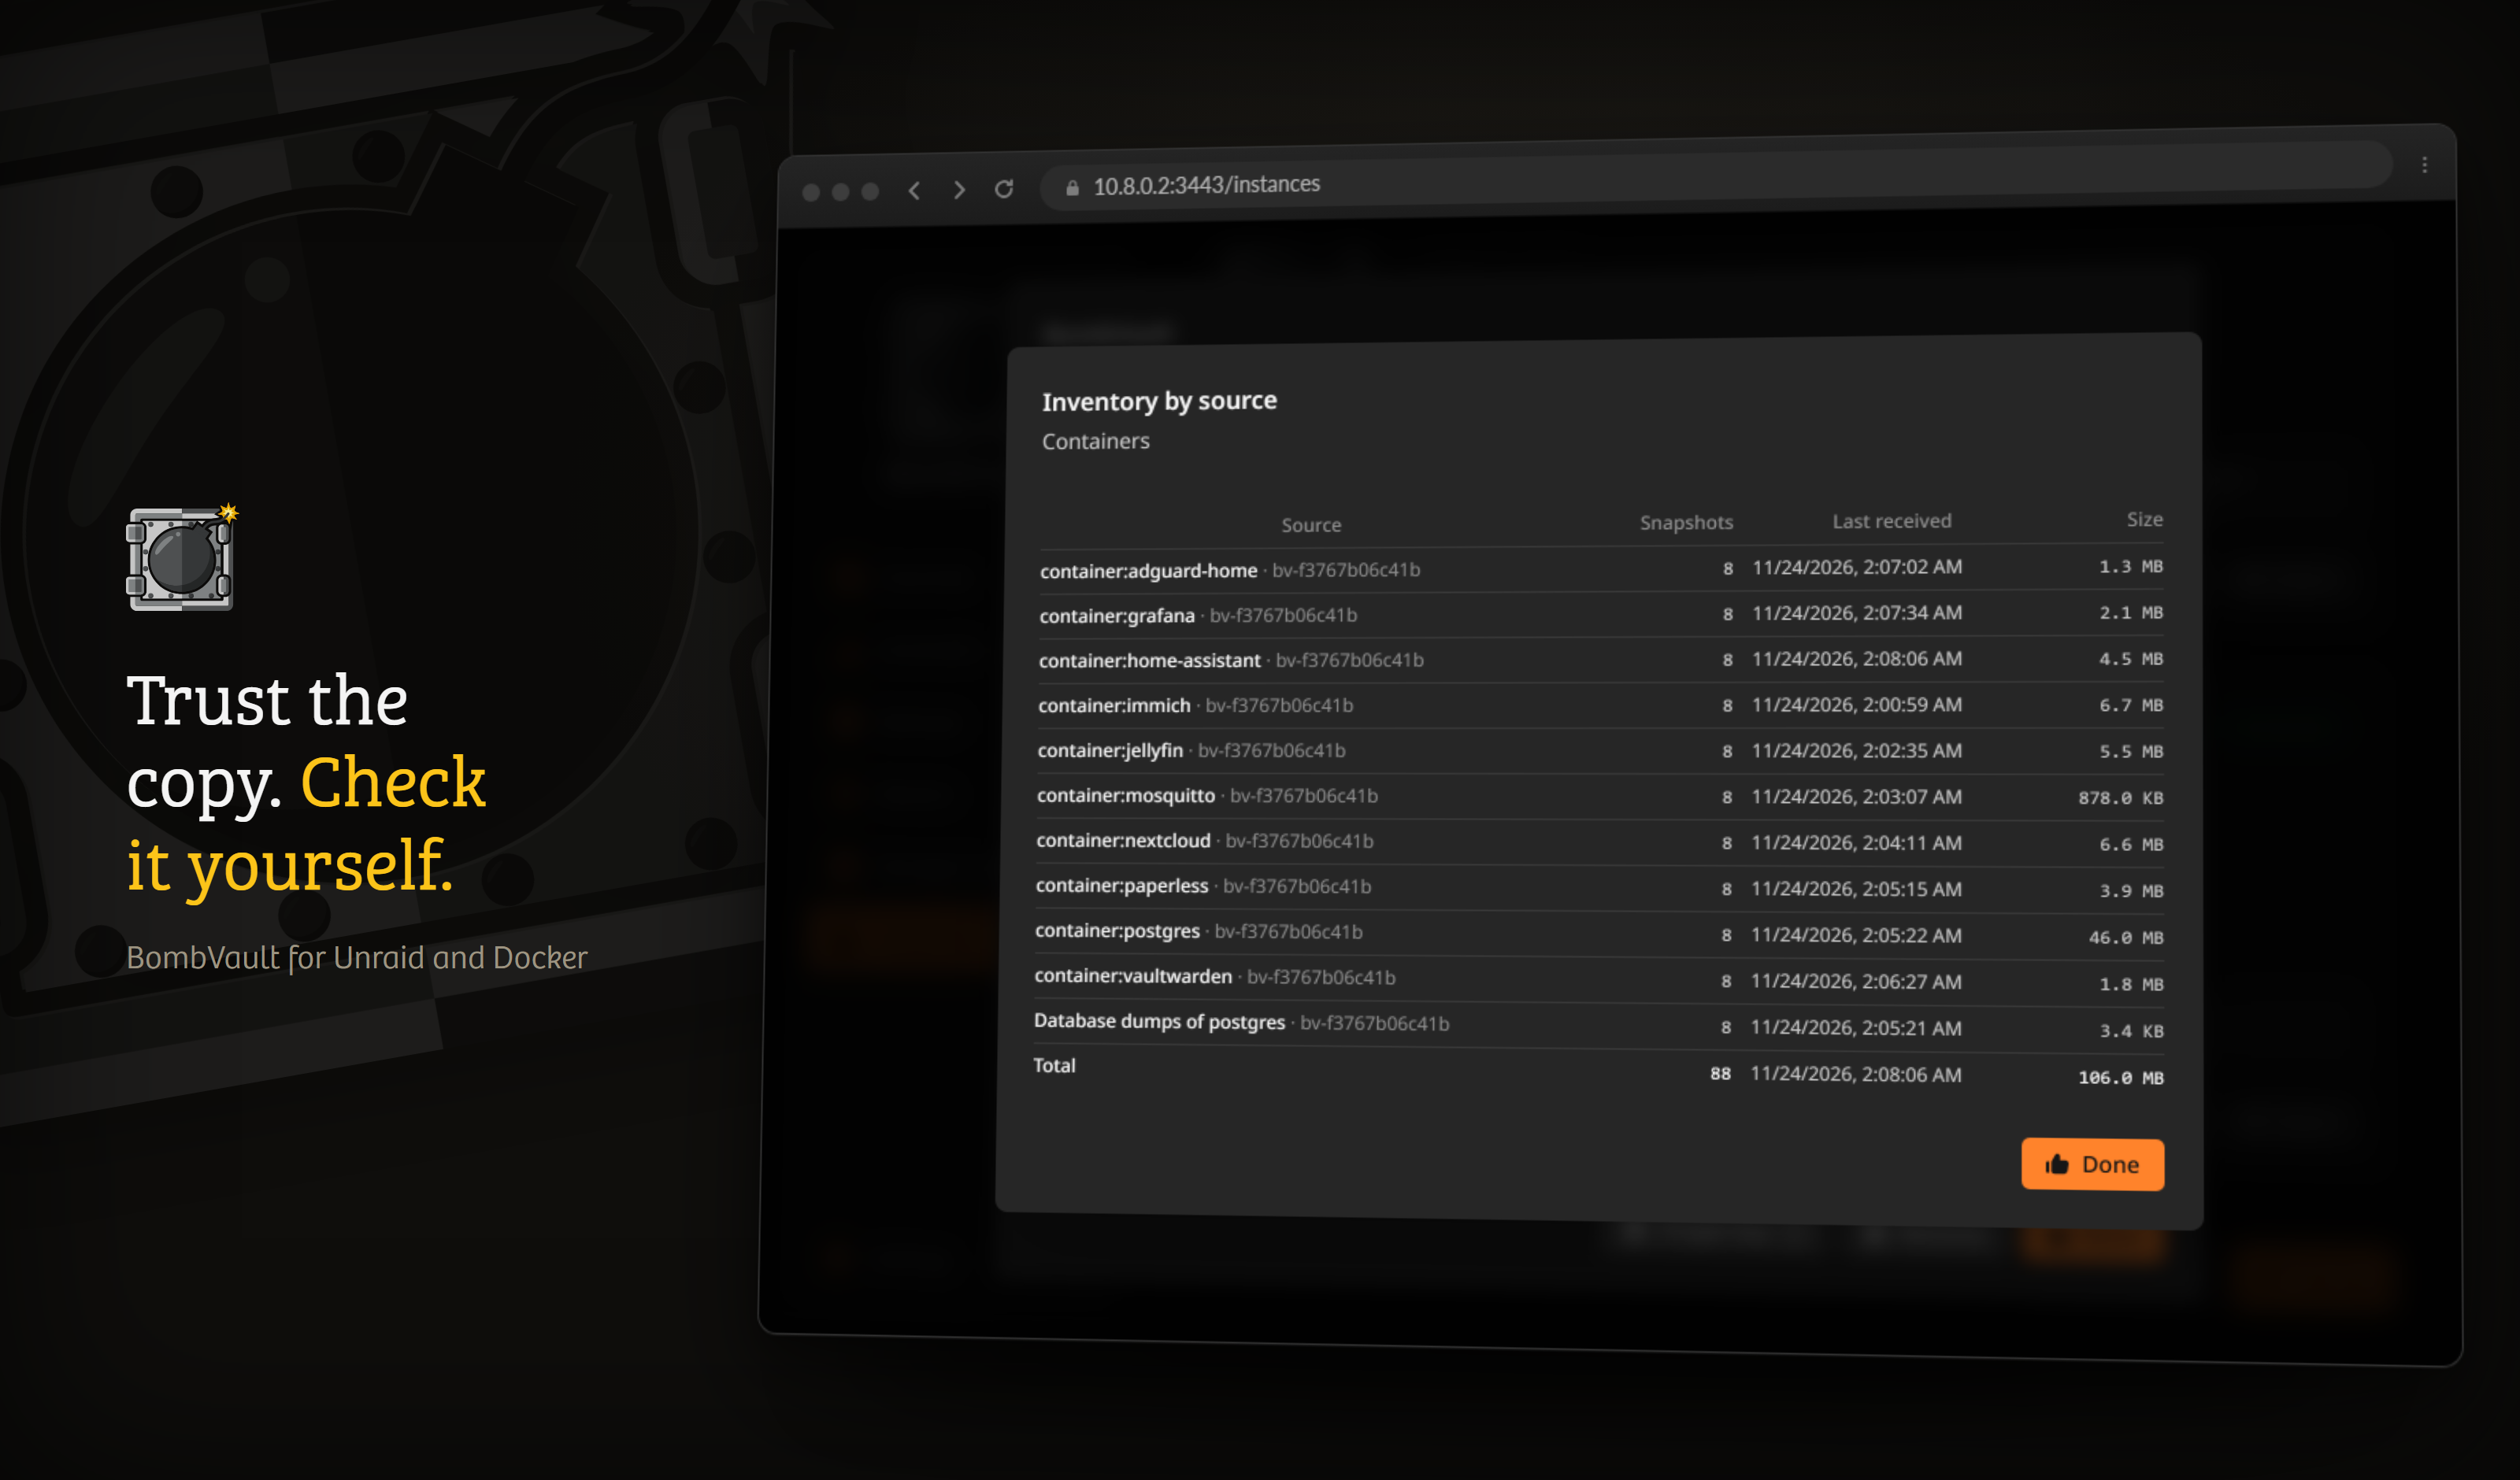 Trust the
copy. Check
it yourself.
BombVault for Unraid and Docker
10.8.0.2:3443/instances
Inventory by source
Containers
Source Snapshots Last received Size
container:adguard-home · bv-f3767b06c41b 8 11/24/2026, 2:07:02 AM 1.3 MB
container:grafana · bv-f3767b06c41b 8 11/24/2026, 2:07:34 AM 2.1 MB
container:home-assistant · bv-f3767b06c41b 8 11/24/2026, 2:08:06 AM 4.5 MB
container:immich · bv-f3767b06c41b 8 11/24/2026, 2:00:59 AM 6.7 MB
container:jellyfin · bv-f3767b06c41b 8 11/24/2026, 2:02:35 AM 5.5 MB
container:mosquitto · bv-f3767b06c41b 8 11/24/2026, 2:03:07 AM 878.0 KB
container:nextcloud · bv-f3767b06c41b 8 11/24/2026, 2:04:11 AM 6.6 MB
container:paperless · bv-f3767b06c41b 8 11/24/2026, 2:05:15 AM 3.9 MB
container:postgres · bv-f3767b06c41b 8 11/24/2026, 2:05:22 AM 46.0 MB
container:vaultwarden · bv-f3767b06c41b 8 11/24/2026, 2:06:27 AM 1.8 MB
Database dumps of postgres · bv-f3767b06c41b 8 11/24/2026, 2:05:21 AM 3.4 KB
Total 88 11/24/2026, 2:08:06 AM 106.0 MB
Done